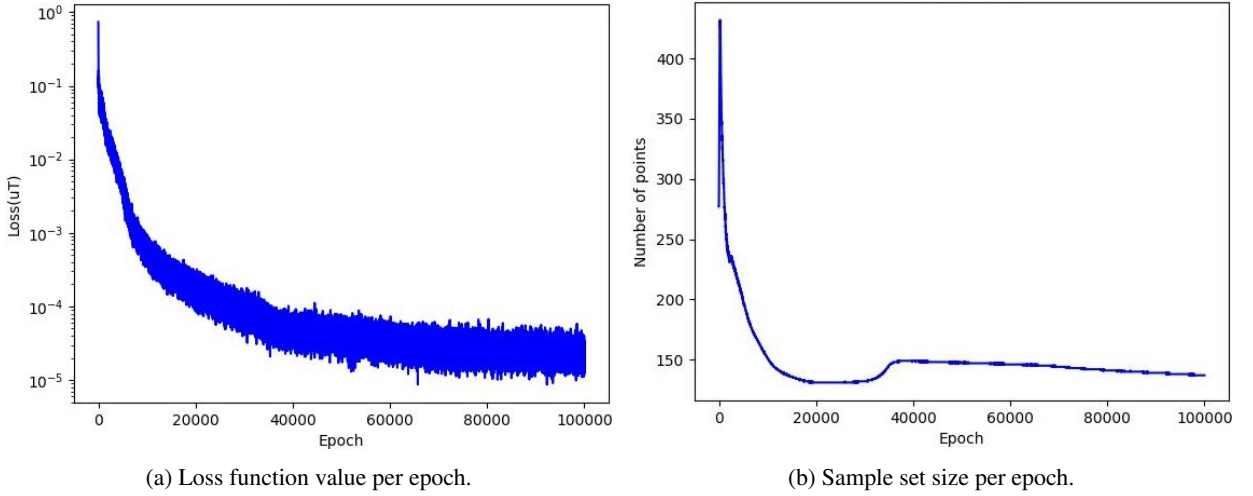 10⁰
10⁻¹
10⁻²
10⁻³
10⁻⁴
10⁻⁵
Loss(uT)
0 20000 40000 60000 80000 100000
Epoch
(a) Loss function value per epoch.
400
350
300
250
200
150
Number of points
0 20000 40000 60000 80000 100000
Epoch
(b) Sample set size per epoch.